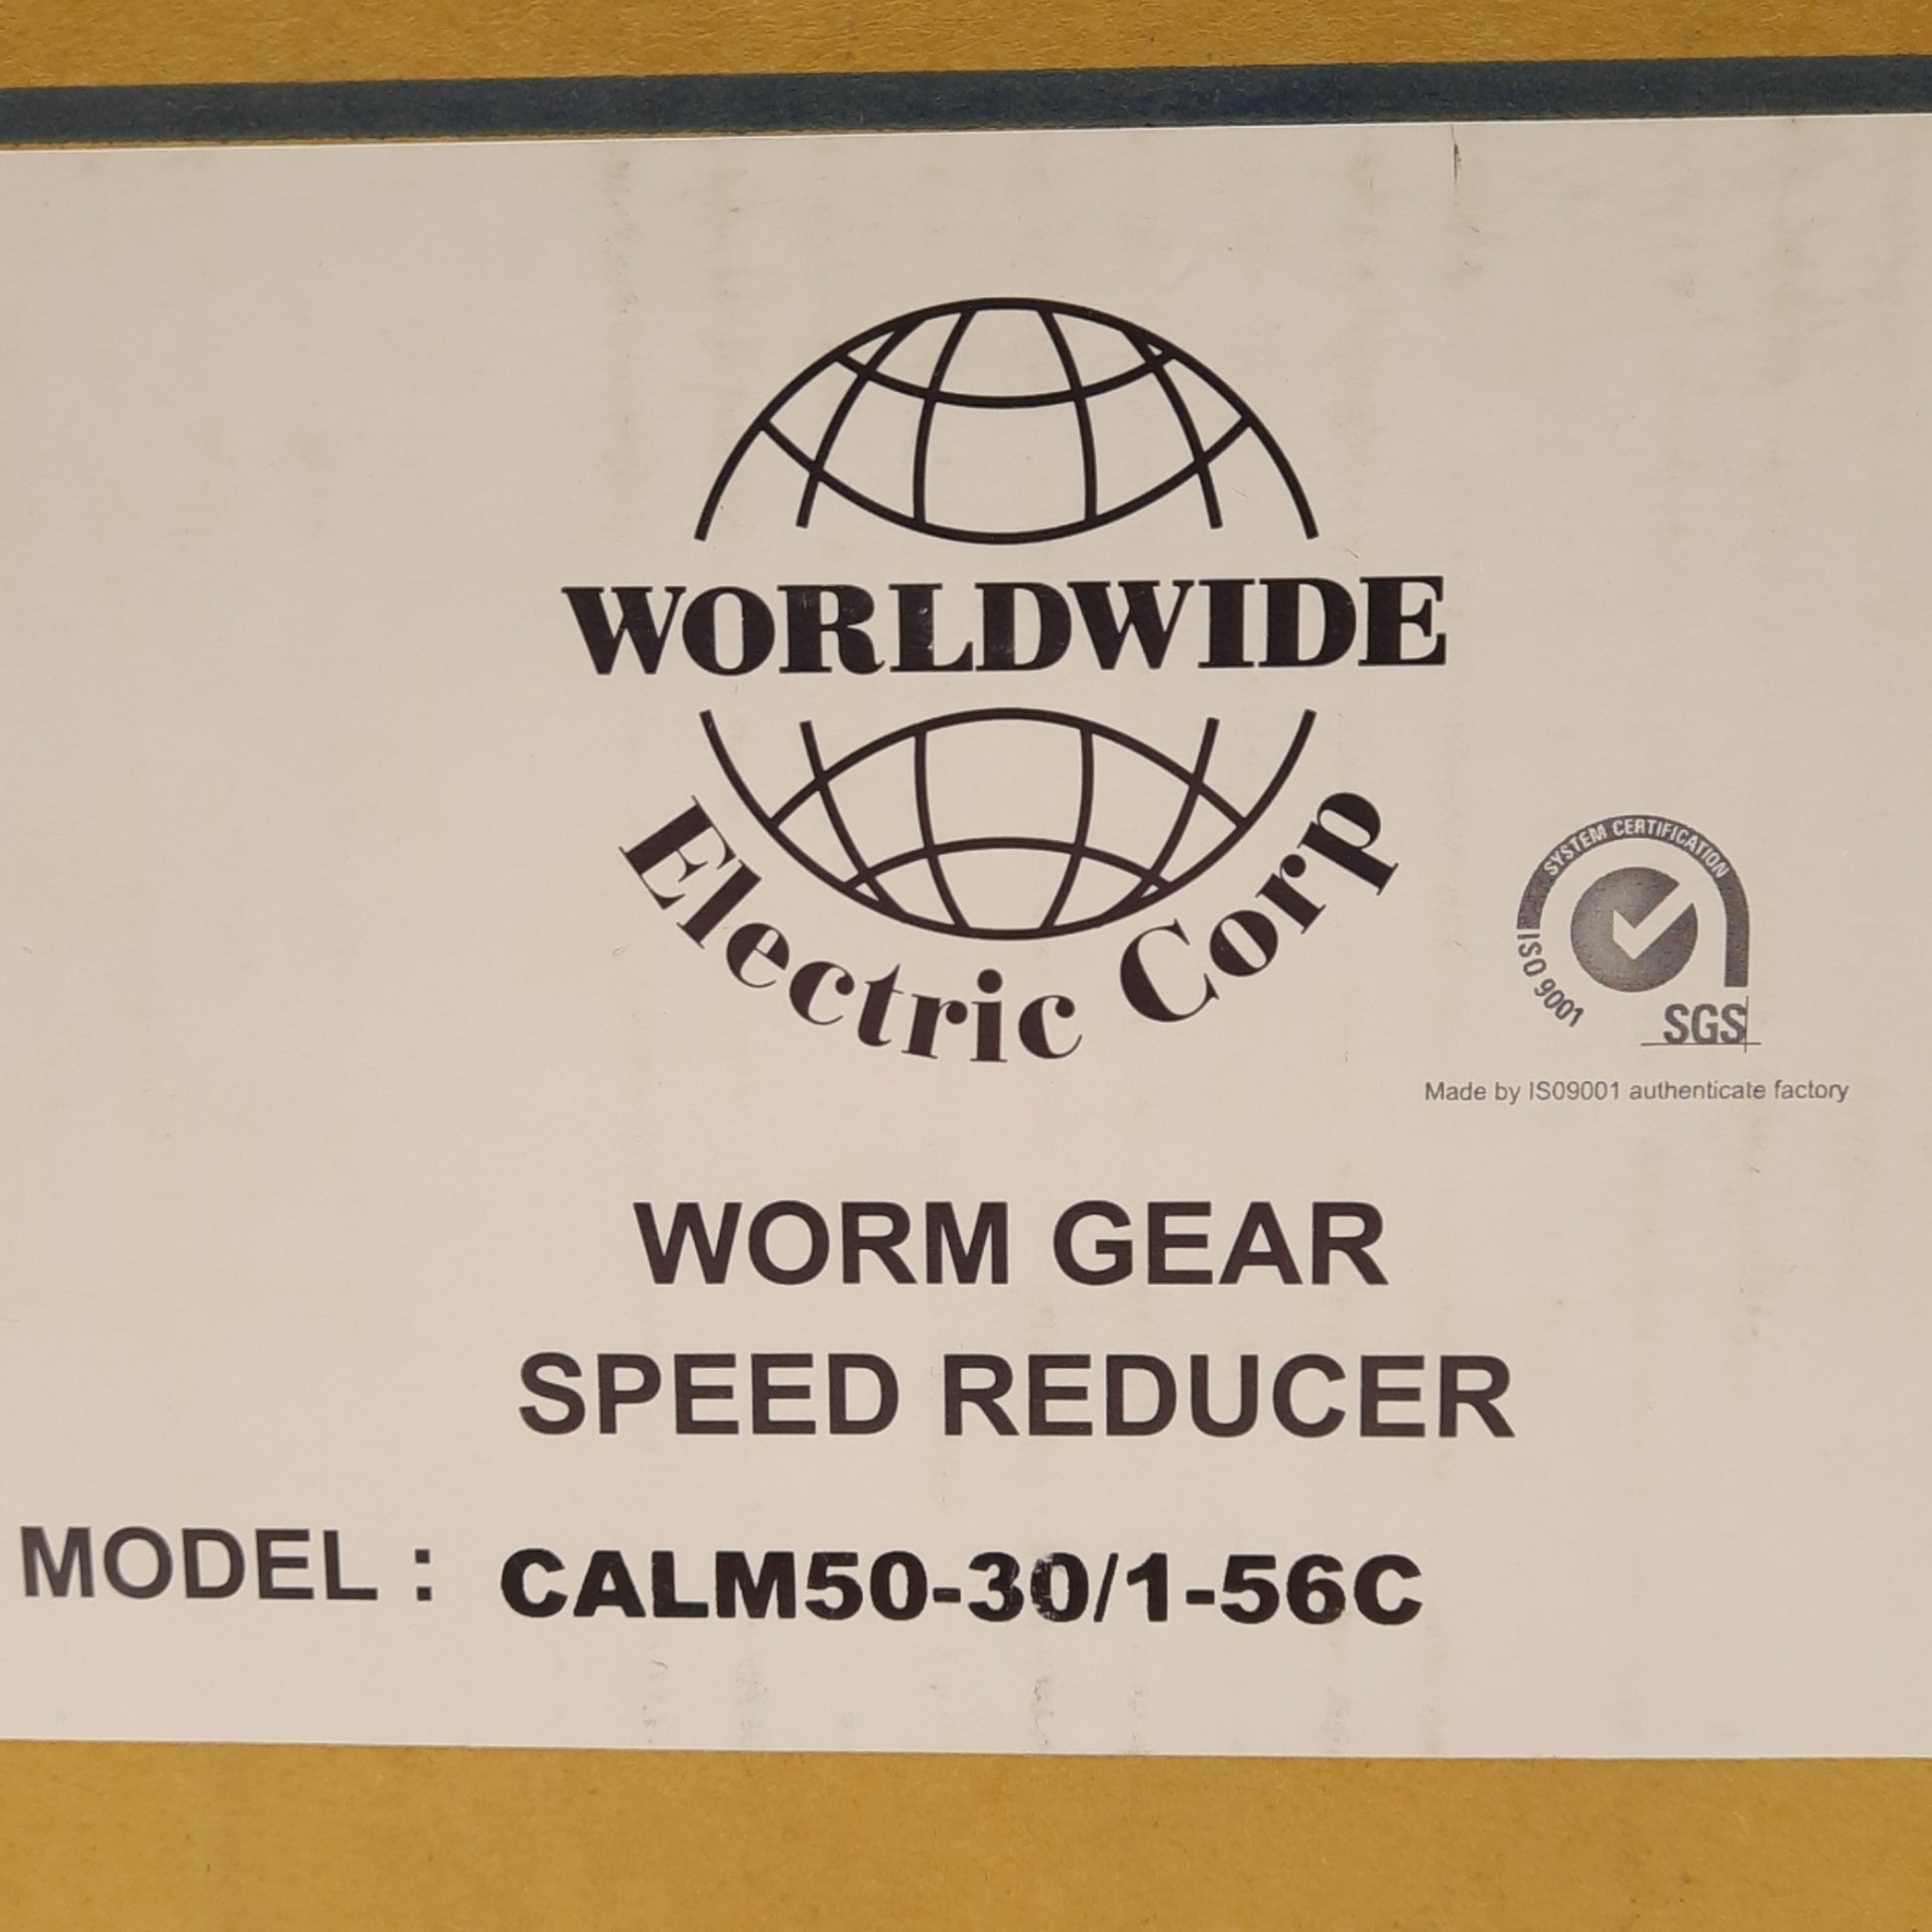 WORLDWIDE
Electric Corp
SYSTEM CERTIFICATION
ISO 9001
SGS
Made by IS09001 authenticate factory
WORM GEAR
SPEED REDUCER
MODEL : CALM50-30/1-56C